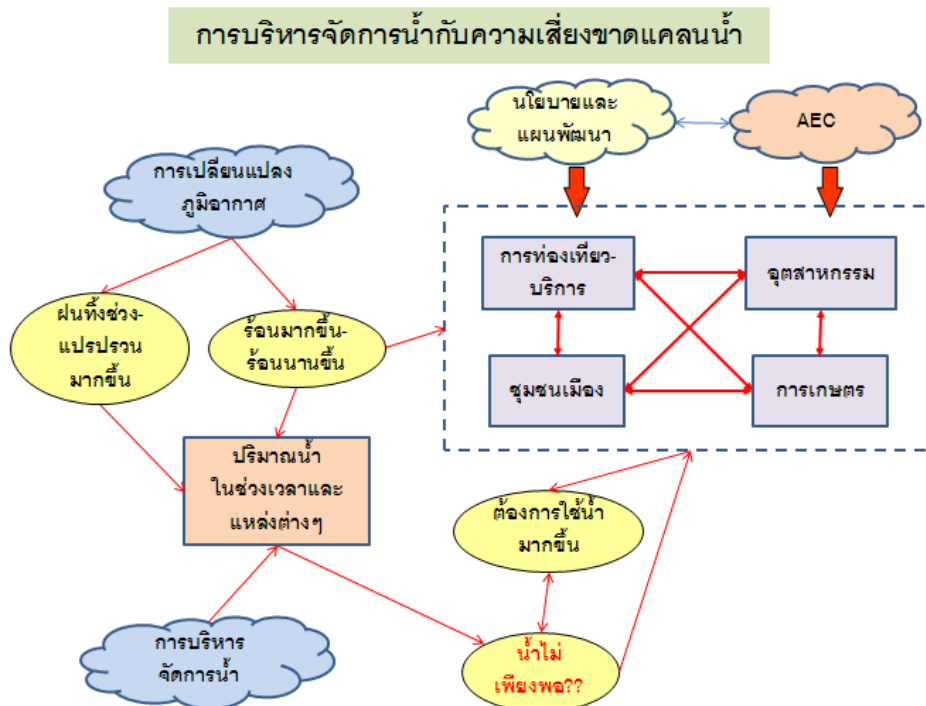 การบริหารจัดการน้ำกับความเสี่ยงขาดแคลนน้ำ
นโยบายและ
แผนพัฒนา
AEC
การเปลี่ยนแปลง
ภูมิอากาศ
การท่องเที่ยว-
บริการ
อุตสาหกรรม
ฝนทิ้งช่วง-
แปรปรวน
มากขึ้น
ร้อนมากขึ้น-
ร้อนนานขึ้น
ชุมชนเมือง
การเกษตร
ปริมาณน้ำ
ในช่วงเวลาและ
แหล่งต่างๆ
ต้องการใช้น้ำ
มากขึ้น
การบริหาร
จัดการน้ำ
น้ำไม่
เพียงพอ??